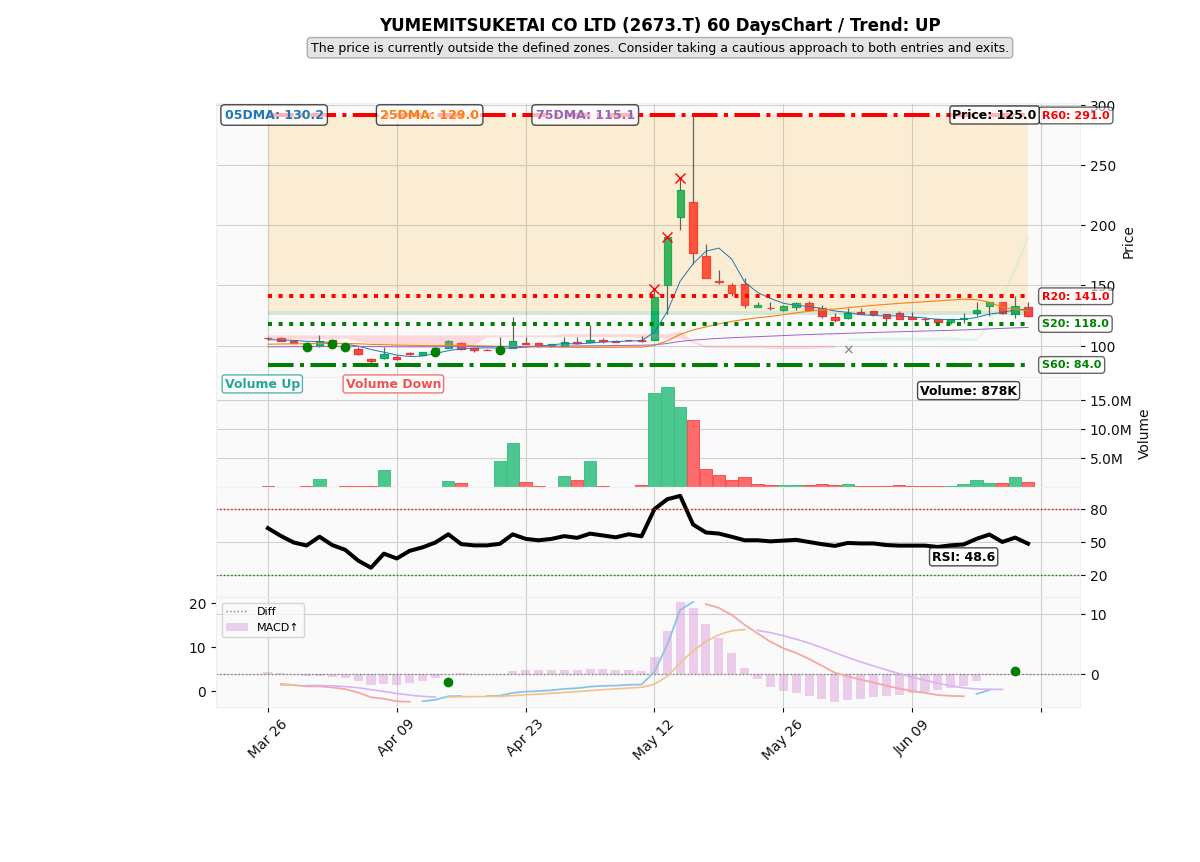 YUMEMITSUKETAI CO LTD (2673.T) 60 DaysChart / Trend: UP
The price is currently outside the defined zones. Consider taking a cautious approach to both entries and exits.
05DMA: 130.2
25DMA: 129.0
75DMA: 115.1
Price: 125.0
R60: 291.0
300
250
200
150
100
Price
R20: 141.0
S20: 118.0
S60: 84.0
Volume Up
Volume Down
Volume: 878K
15.0M
10.0M
5.0M
Volume
80
50
20
RSI: 48.6
Diff
MACD↑
20
10
0
10
0
Mar 26
Apr 09
Apr 23
May 12
May 26
Jun 09